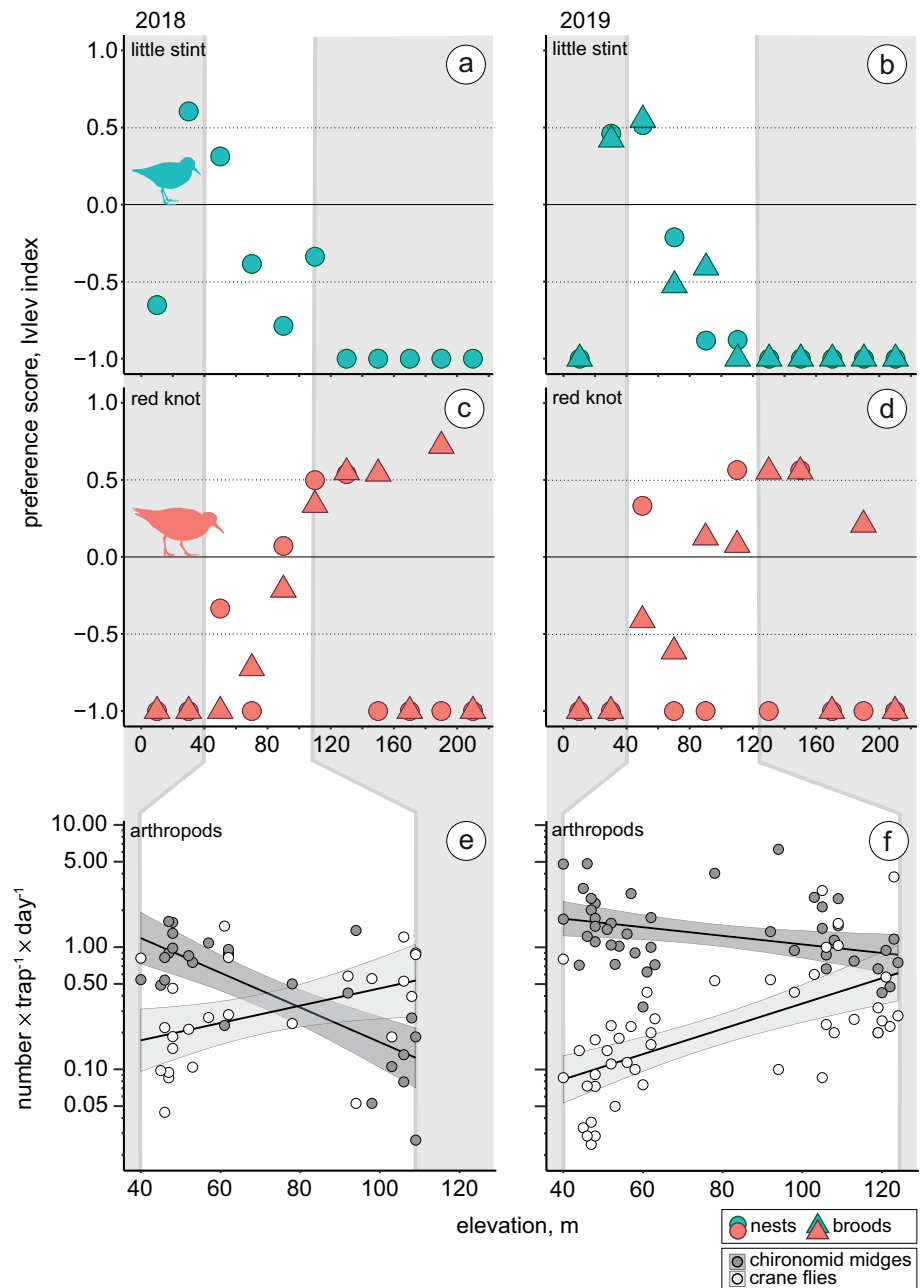 2018
2019
little stint
a
little stint
b
1.0
0.5
0.0
−0.5
−1.0
preference score, Ivlev index
red knot
c
red knot
d
1.0
0.5
0.0
−0.5
−1.0
0 40 80 120 160 200
0 40 80 120 160 200
arthropods
e
arthropods
f
10.00
5.00
1.00
0.50
0.10
0.05
number × trap⁻¹ × day⁻¹
40 60 80 100 120
40 60 80 100 120
elevation, m
nests broods
chironomid midges
crane flies